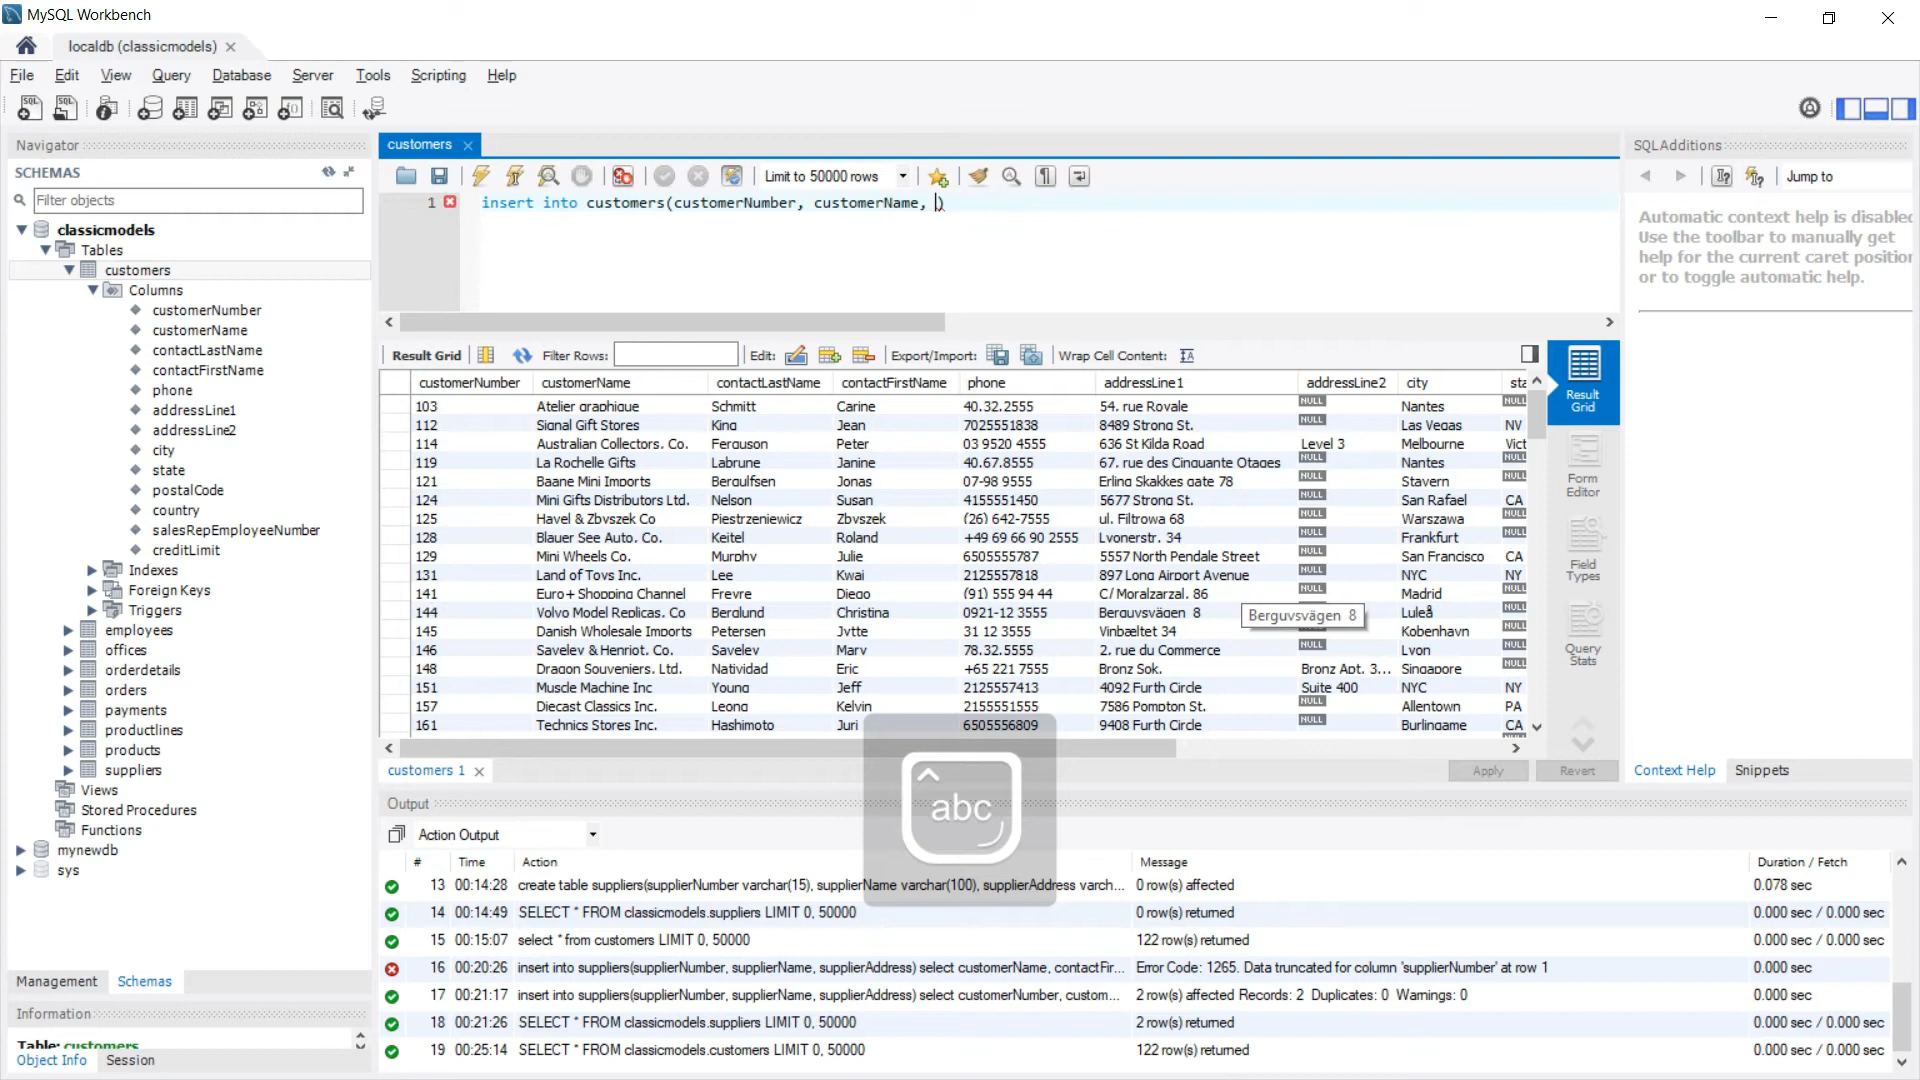 MySQL Workbench
localdb (classicmodels)
File Edit View Query Database Server Tools Scripting Help
Navigator
SCHEMAS
Filter objects
classicmodels
Tables
customers
Columns
customerNumber
customerName
contactLastName
contactFirstName
phone
addressLine1
addressLine2
city
state
postalCode
country
salesRepEmployeeNumber
creditLimit
Indexes
Foreign Keys
Triggers
employees
offices
orderdetails
orders
payments
productlines
products
suppliers
Views
Stored Procedures
Functions
mynewdb
sys
Management Schemas
Information
Table: customers
Object Info Session
customers
Limit to 50000 rows
1 insert into customers(customerNumber, customerName, )
Result Grid Filter Rows: Edit: Export/Import: Wrap Cell Content:
customerNumber customerName contactLastName contactFirstName phone addressLine1 addressLine2 city sta
103 Atelier graphique Schmitt Carine 40.32.2555 54, rue Royale NULL Nantes NULL
112 Signal Gift Stores King Jean 7025551838 8489 Strong St. NULL Las Vegas NV
114 Australian Collectors, Co. Ferguson Peter 03 9520 4555 636 St Kilda Road Level 3 Melbourne Vict
119 La Rochelle Gifts Labrune Janine 40.67.8555 67, rue des Cinquante Otages NULL Nantes NULL
121 Baane Mini Imports Bergulfsen Jonas 07-98 9555 Erling Skakkes gate 78 NULL Stavern NULL
124 Mini Gifts Distributors Ltd. Nelson Susan 4155551450 5677 Strong St. NULL San Rafael CA
125 Havel & Zbyszek Co Piestrzeniewicz Zbyszek (26) 642-7555 ul. Filtrowa 68 NULL Warszawa NULL
128 Blauer See Auto, Co. Keitel Roland +49 69 66 90 2555 Lyonerstr. 34 NULL Frankfurt NULL
129 Mini Wheels Co. Murphy Julie 6505555787 5557 North Pendale Street NULL San Francisco CA
131 Land of Toys Inc. Lee Kwai 2125557818 897 Long Airport Avenue NULL NYC NY
141 Euro+ Shopping Channel Freyre Diego (91) 555 94 44 C/ Moralzarzal, 86 NULL Madrid NULL
144 Volvo Model Replicas, Co Berglund Christina 0921-12 3555 Berguvsvägen 8 Luleå NULL
Berguvsvägen 8
145 Danish Wholesale Imports Petersen Jytte 31 12 3555 Vinbæltet 34 NULL Kobenhavn NULL
146 Saveley & Henriot, Co. Saveley Mary 78.32.5555 2, rue du Commerce NULL Lyon NULL
148 Dragon Souveniers, Ltd. Natividad Eric +65 221 7555 Bronz Sok. Bronz Apt. 3... Singapore NULL
151 Muscle Machine Inc Young Jeff 2125557413 4092 Furth Circle Suite 400 NYC NY
157 Diecast Classics Inc. Leong Kelvin 2155551555 7586 Pompton St. NULL Allentown PA
161 Technics Stores Inc. Hashimoto Juri 6505556809 9408 Furth Circle NULL Burlingame CA
Result Grid
Form Editor
Field Types
Query Stats
customers 1 Apply Revert
abc
Output
Action Output
# Time Action Message Duration / Fetch
13 00:14:28 create table suppliers(supplierNumber varchar(15), supplierName varchar(100), supplierAddress varch... 0 row(s) affected 0.078 sec
14 00:14:49 SELECT * FROM classicmodels.suppliers LIMIT 0, 50000 0 row(s) returned 0.000 sec / 0.000 sec
15 00:15:07 select * from customers LIMIT 0, 50000 122 row(s) returned 0.000 sec / 0.000 sec
16 00:20:26 insert into suppliers(supplierNumber, supplierName, supplierAddress) select customerName, contactFir... Error Code: 1265. Data truncated for column 'supplierNumber' at row 1 0.000 sec
17 00:21:17 insert into suppliers(supplierNumber, supplierName, supplierAddress) select customerNumber, custom... 2 row(s) affected Records: 2 Duplicates: 0 Warnings: 0 0.000 sec
18 00:21:26 SELECT * FROM classicmodels.suppliers LIMIT 0, 50000 2 row(s) returned 0.000 sec / 0.000 sec
19 00:25:14 SELECT * FROM classicmodels.customers LIMIT 0, 50000 122 row(s) returned 0.000 sec / 0.000 sec
SQLAdditions
Jump to
Automatic context help is disabled
Use the toolbar to manually get
help for the current caret position
or to toggle automatic help.
Context Help Snippets